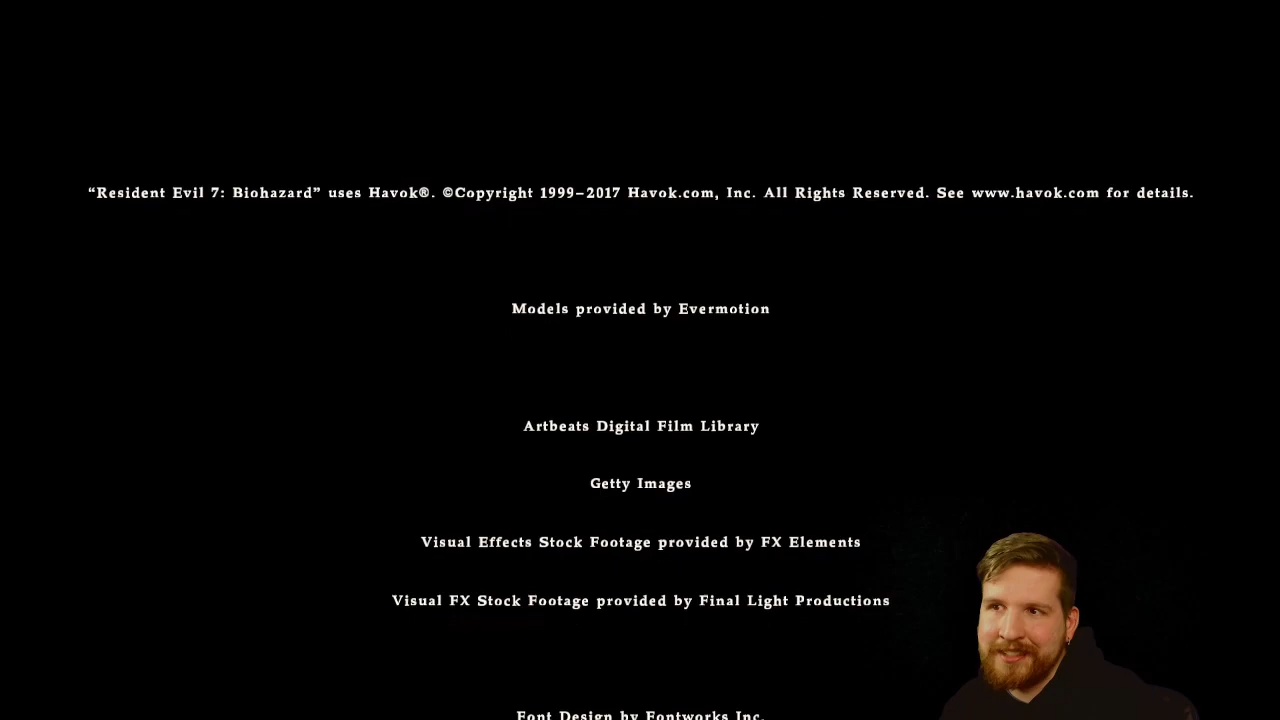 “Resident Evil 7: Biohazard” uses Havok®. ©Copyright 1999–2017 Havok.com, Inc. All Rights Reserved. See www.havok.com for details.
Models provided by Evermotion
Artbeats Digital Film Library
Getty Images
Visual Effects Stock Footage provided by FX Elements
Visual FX Stock Footage provided by Final Light Productions
Font Design by Fontworks Inc.